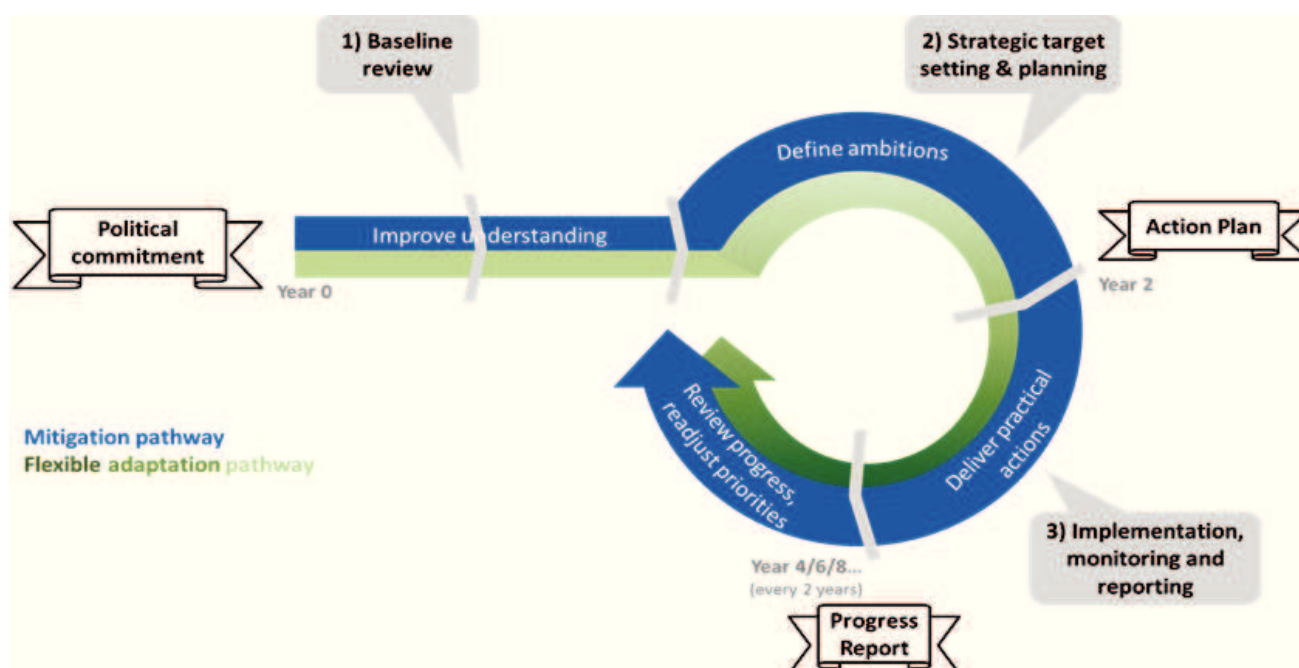 1) Baseline
review
2) Strategic target
setting & planning
Define ambitions
Political
commitment
Improve understanding
Action Plan
Year 0
Year 2
Review progress,
readjust priorities
Deliver practical
actions
Mitigation pathway
Flexible adaptation pathway
3) Implementation,
monitoring and
reporting
Year 4/6/8...
(every 2 years)
Progress
Report